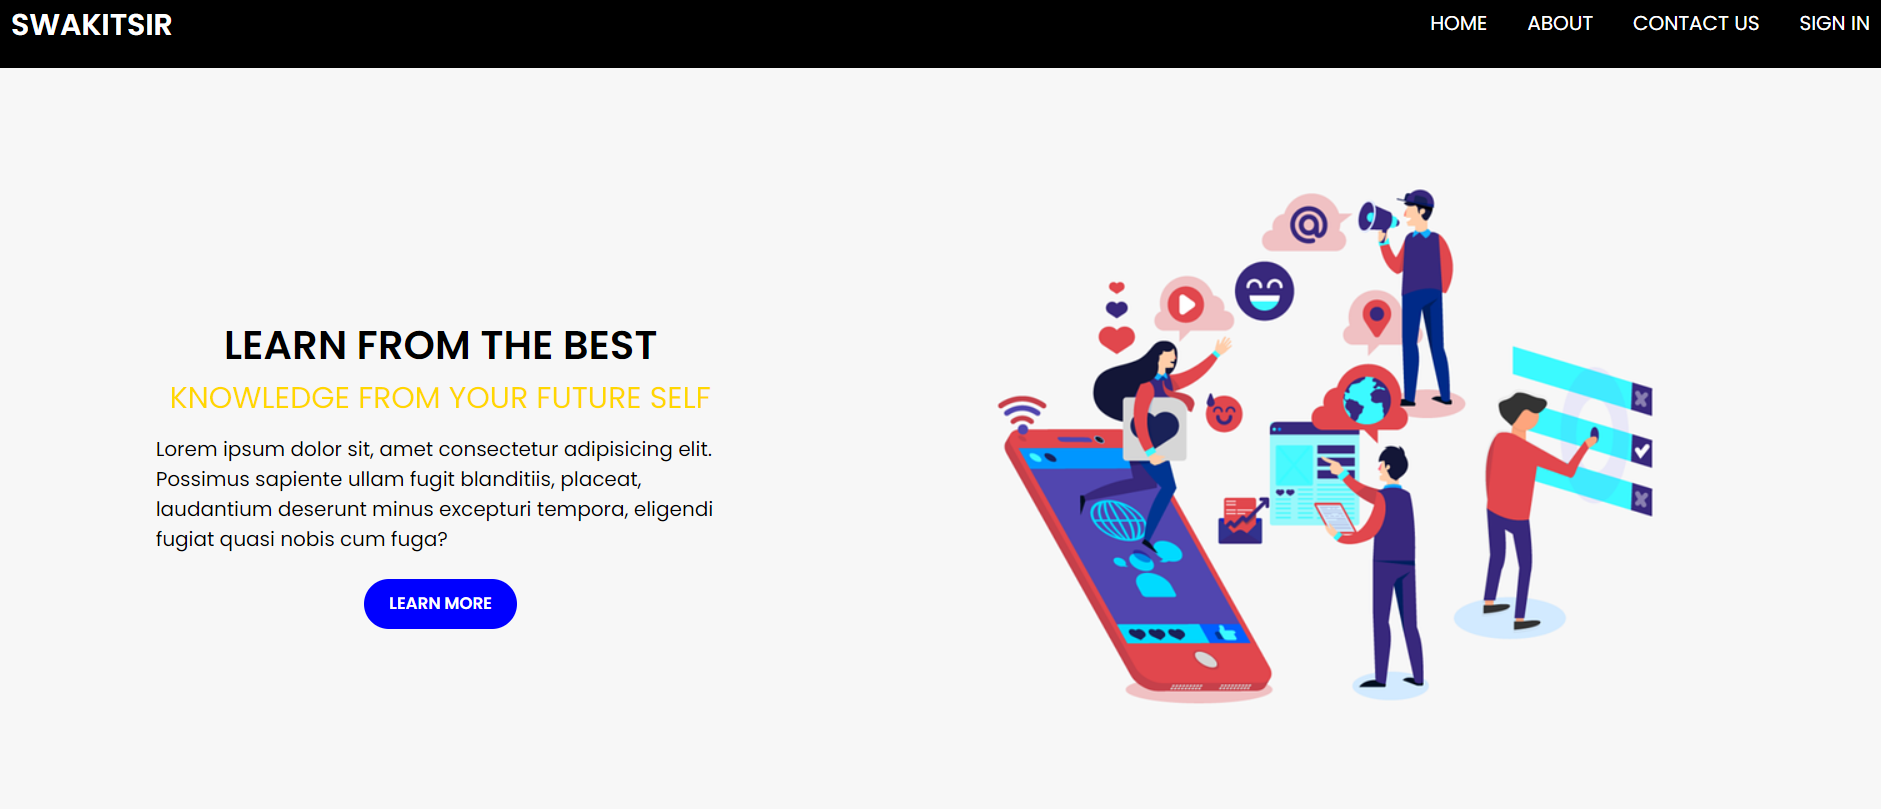 SWAKITSIR
HOME ABOUT CONTACT US SIGN IN
LEARN FROM THE BEST
KNOWLEDGE FROM YOUR FUTURE SELF
Lorem ipsum dolor sit, amet consectetur adipisicing elit.
Possimus sapiente ullam fugit blanditiis, placeat,
laudantium deserunt minus excepturi tempora, eligendi
fugiat quasi nobis cum fuga?
LEARN MORE
@